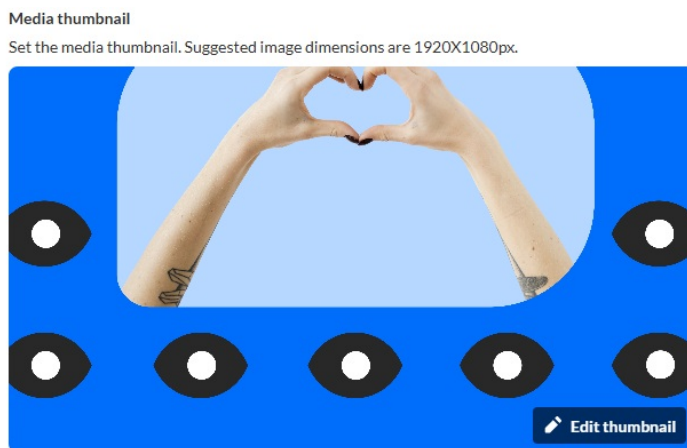 Media thumbnail
Set the media thumbnail. Suggested image dimensions are 1920X1080px.
Edit thumbnail